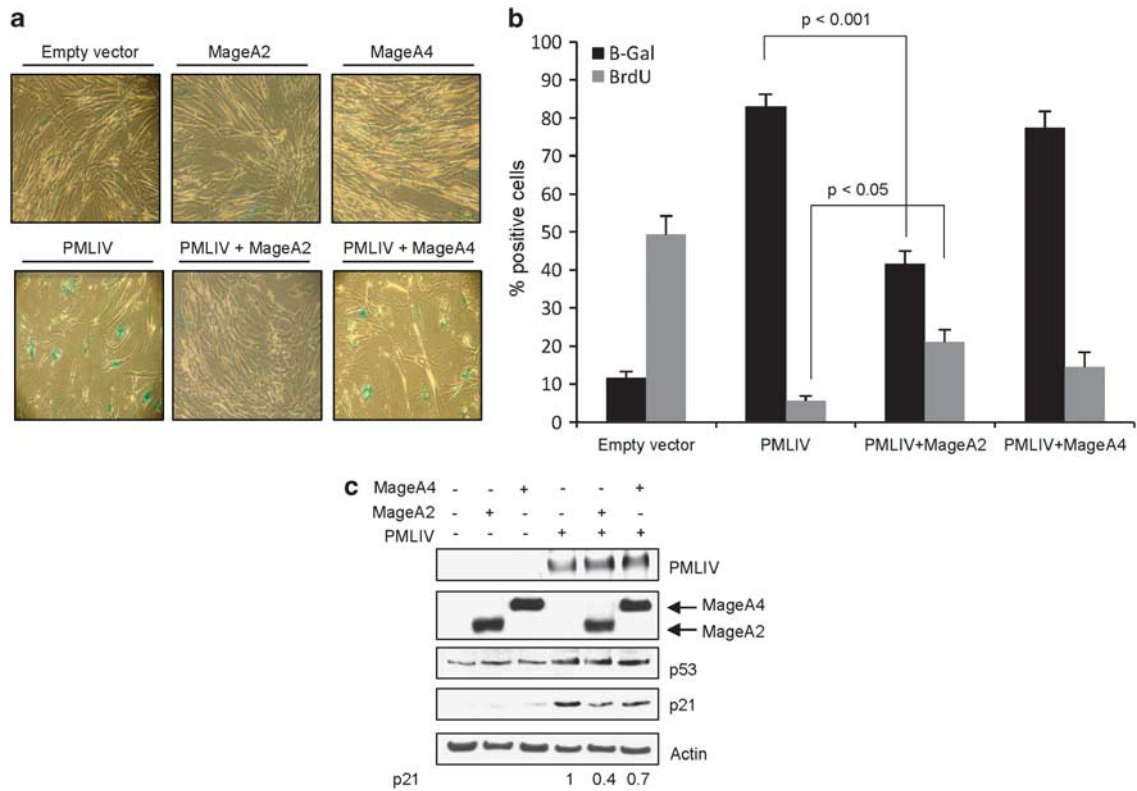 a
Empty vector MageA2 MageA4
PMLIV PMLIV + MageA2 PMLIV + MageA4
b
p < 0.001
B-Gal
BrdU
p < 0.05
% positive cells
100
90
80
70
60
50
40
30
20
10
0
Empty vector PMLIV PMLIV+MageA2 PMLIV+MageA4
c
MageA4 - - + - - +
MageA2 - + - - + -
PMLIV - - - + + +
PMLIV
MageA4
MageA2
p53
p21
Actin
p21 1 0.4 0.7